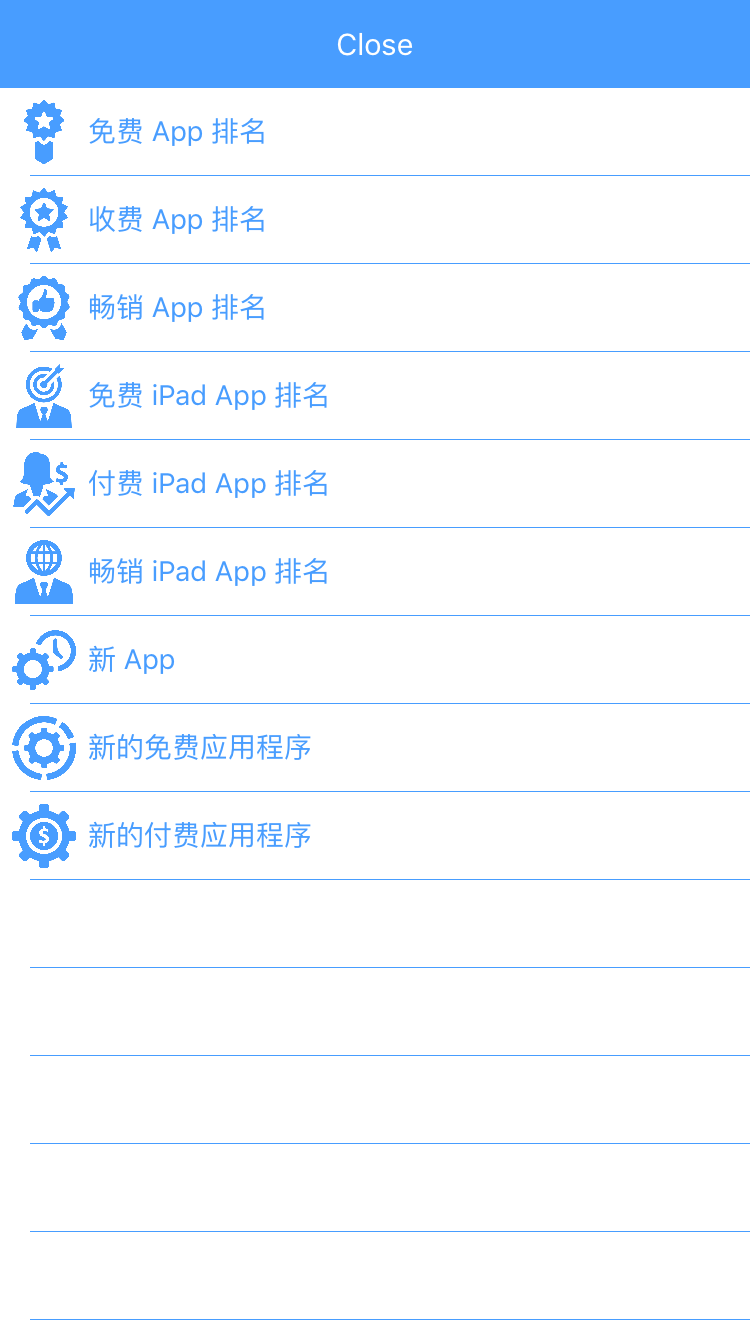 Close
免费 App 排名
收费 App 排名
畅销 App 排名
免费 iPad App 排名
付费 iPad App 排名
畅销 iPad App 排名
新 App
新的免费应用程序
新的付费应用程序